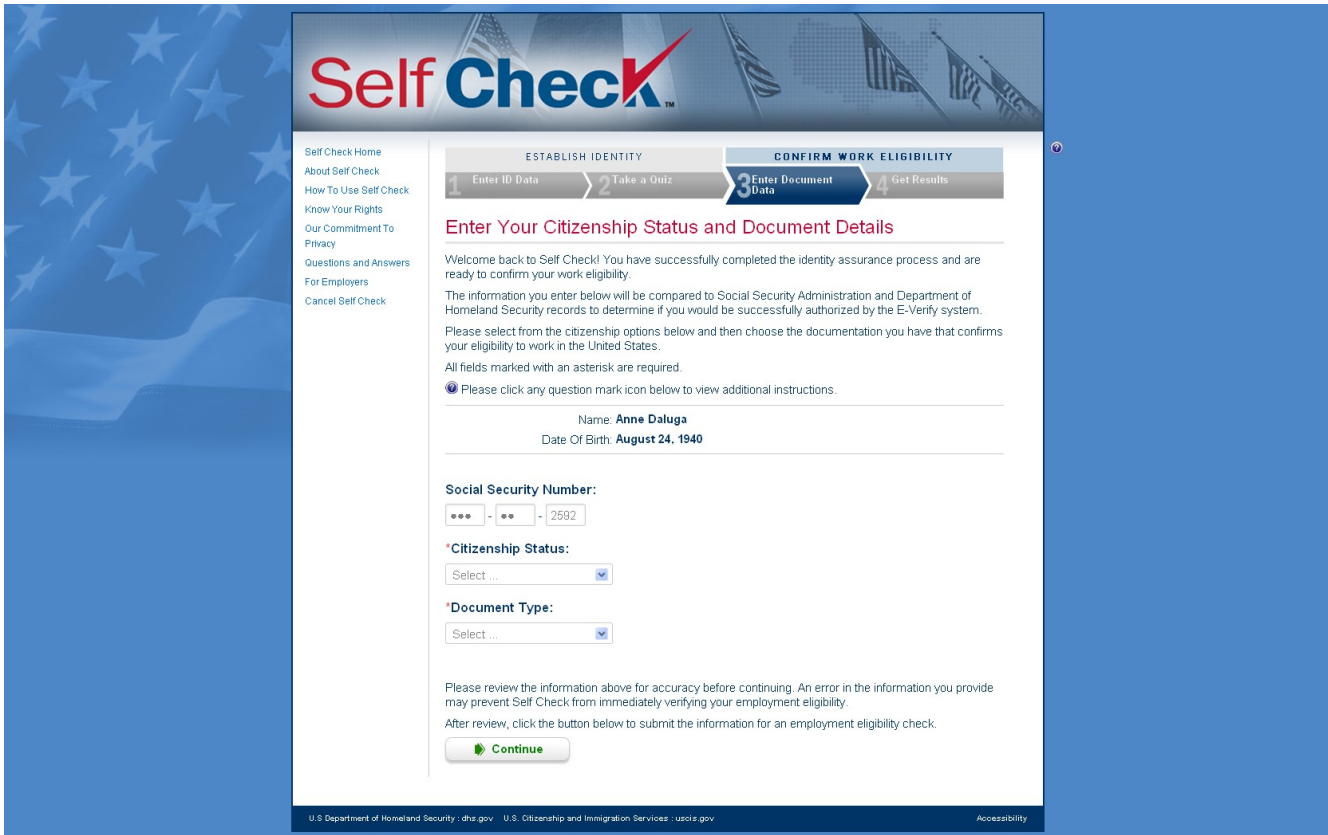 Self Check™
Self Check Home
About Self Check
How To Use Self Check
Know Your Rights
Our Commitment To
Privacy
Questions and Answers
For Employers
Cancel Self Check
ESTABLISH IDENTITY
CONFIRM WORK ELIGIBILITY
1 Enter ID Data
2 Take a Quiz
3 Enter Document
Data
4 Get Results
Enter Your Citizenship Status and Document Details
Welcome back to Self Check! You have successfully completed the identity assurance process and are
ready to confirm your work eligibility.
The information you enter below will be compared to Social Security Administration and Department of
Homeland Security records to determine if you would be successfully authorized by the E-Verify system.
Please select from the citizenship options below and then choose the documentation you have that confirms
your eligibility to work in the United States.
All fields marked with an asterisk are required.
? Please click any question mark icon below to view additional instructions.
Name: Anne Daluga
Date Of Birth: August 24, 1940
Social Security Number:
••• - •• - 2592
*Citizenship Status:
Select ...
*Document Type:
Select ...
Please review the information above for accuracy before continuing. An error in the information you provide
may prevent Self Check from immediately verifying your employment eligibility.
After review, click the button below to submit the information for an employment eligibility check.
Continue
U.S Department of Homeland Security : dhs.gov U.S. Citizenship and Immigration Services : uscis.gov
Accessibility